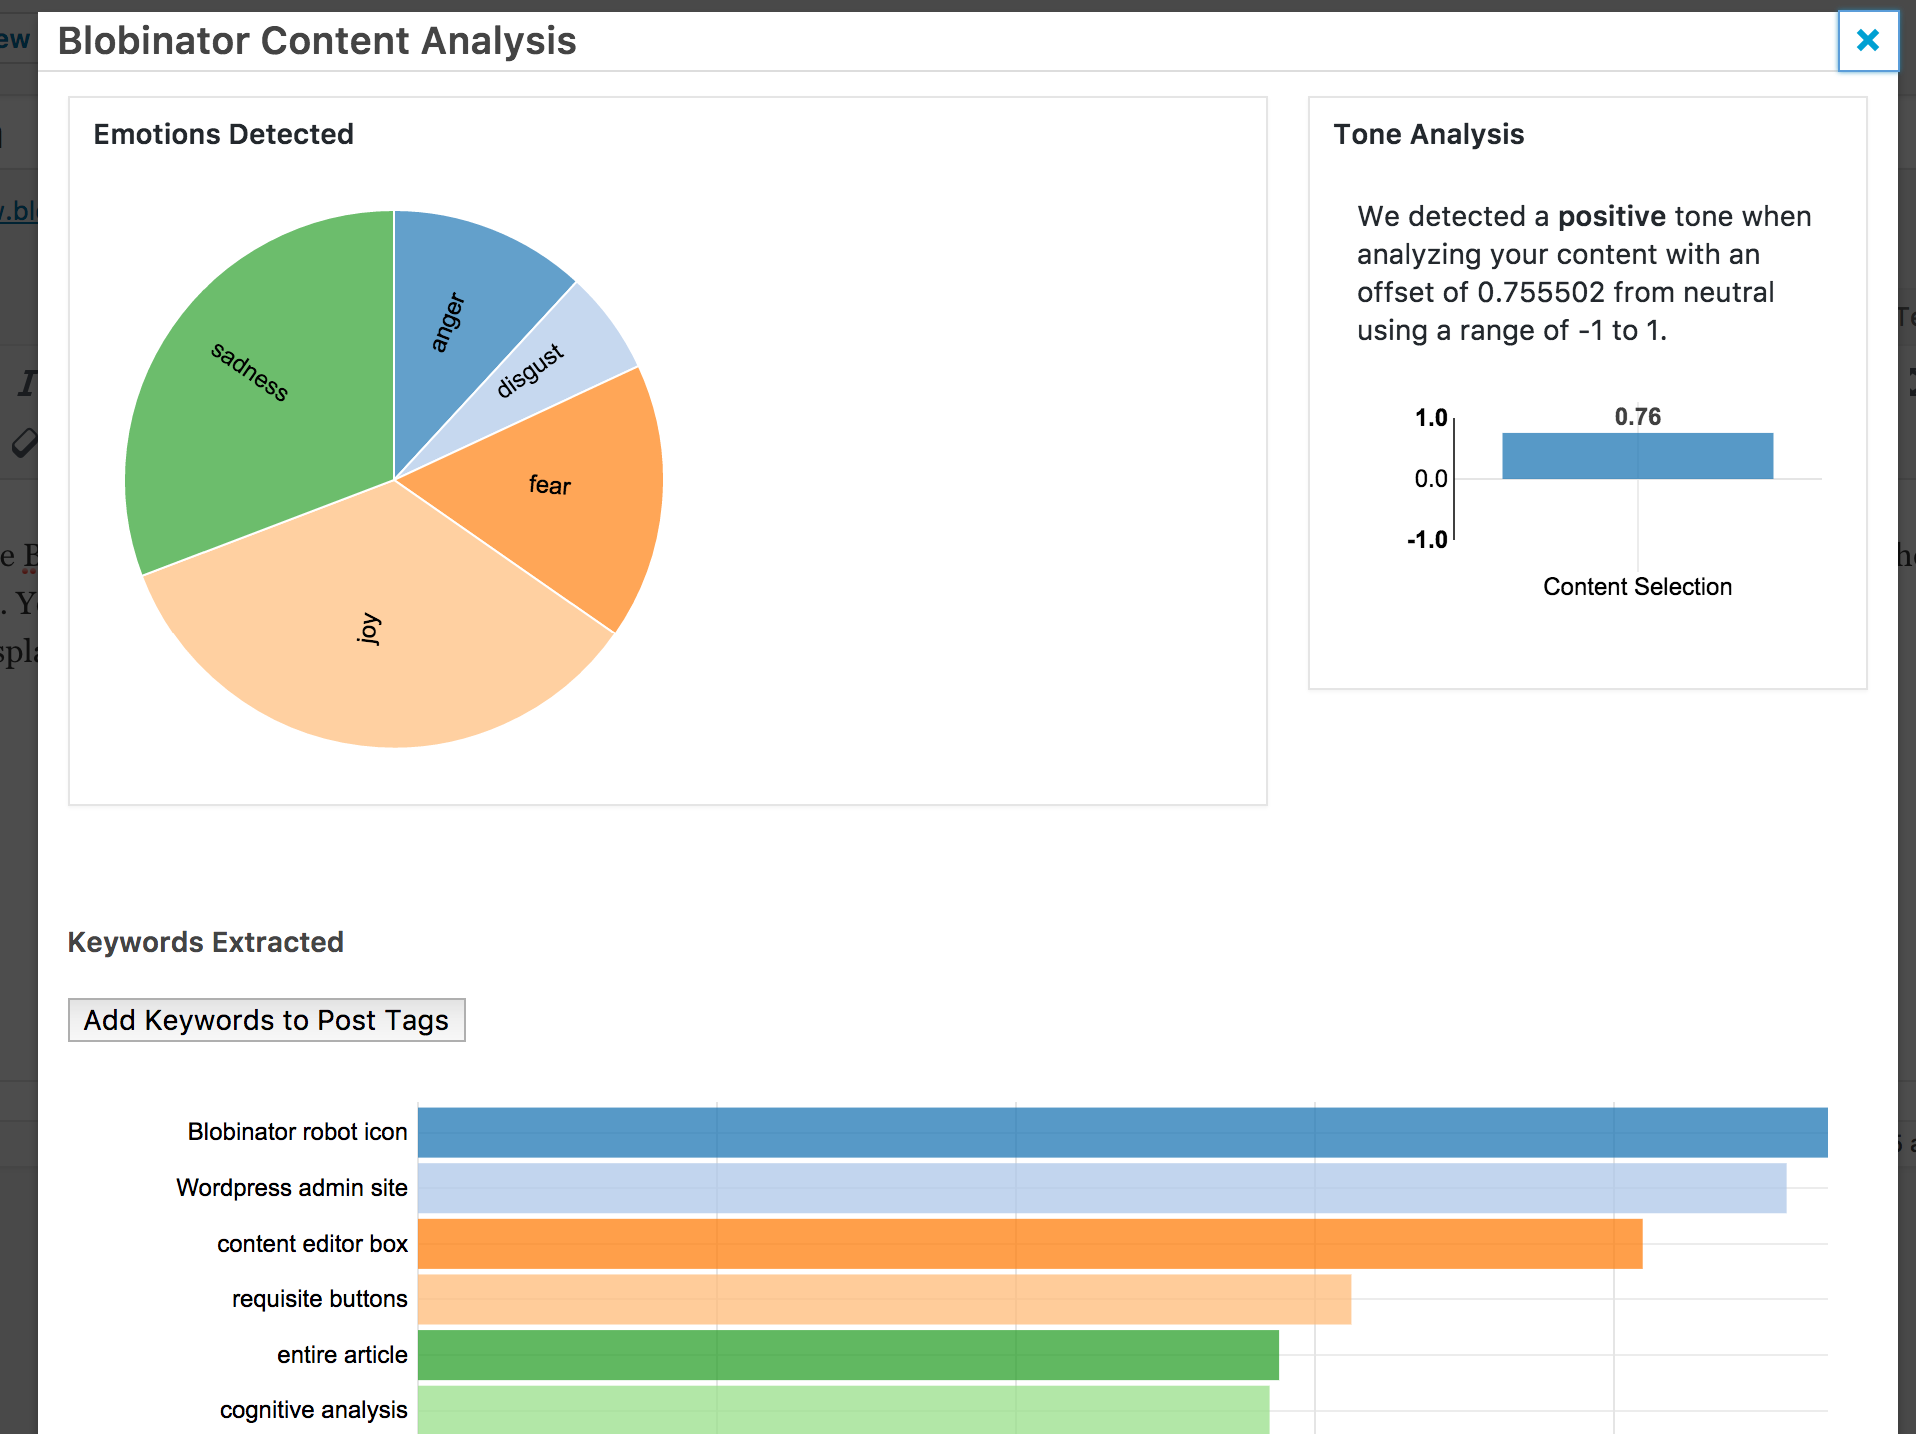 Blobinator Content Analysis
Emotions Detected
anger
disgust
fear
joy
sadness
Tone Analysis
We detected a positive tone when
analyzing your content with an
offset of 0.755502 from neutral
using a range of -1 to 1.
1.0
0.76
0.0
-1.0
Content Selection
Keywords Extracted
Add Keywords to Post Tags
Blobinator robot icon
Wordpress admin site
content editor box
requisite buttons
entire article
cognitive analysis